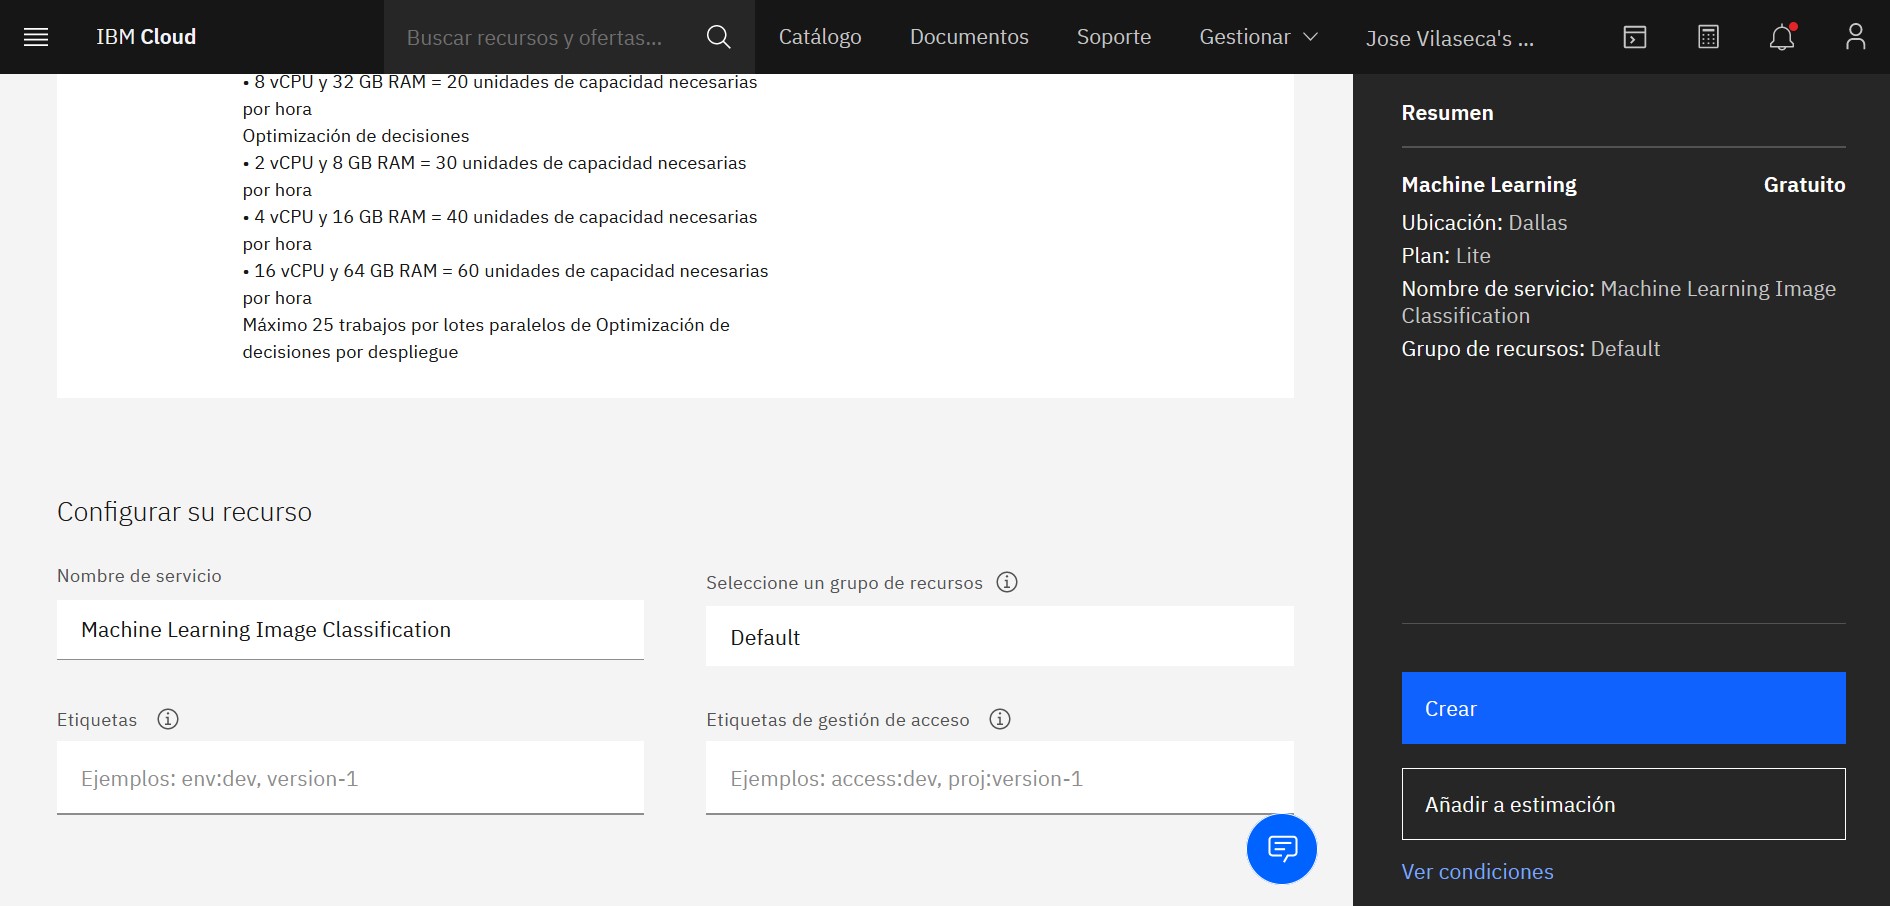 IBM Cloud
Buscar recursos y ofertas...
Catálogo
Documentos
Soporte
Gestionar
Jose Vilaseca's ...
• 8 vCPU y 32 GB RAM = 20 unidades de capacidad necesarias
por hora
Optimización de decisiones
• 2 vCPU y 8 GB RAM = 30 unidades de capacidad necesarias
por hora
• 4 vCPU y 16 GB RAM = 40 unidades de capacidad necesarias
por hora
• 16 vCPU y 64 GB RAM = 60 unidades de capacidad necesarias
por hora
Máximo 25 trabajos por lotes paralelos de Optimización de
decisiones por despliegue
Configurar su recurso
Nombre de servicio
Machine Learning Image Classification
Seleccione un grupo de recursos
Default
Etiquetas
Ejemplos: env:dev, version-1
Etiquetas de gestión de acceso
Ejemplos: access:dev, proj:version-1
Resumen
Machine Learning Gratuito
Ubicación: Dallas
Plan: Lite
Nombre de servicio: Machine Learning Image
Classification
Grupo de recursos: Default
Crear
Añadir a estimación
Ver condiciones